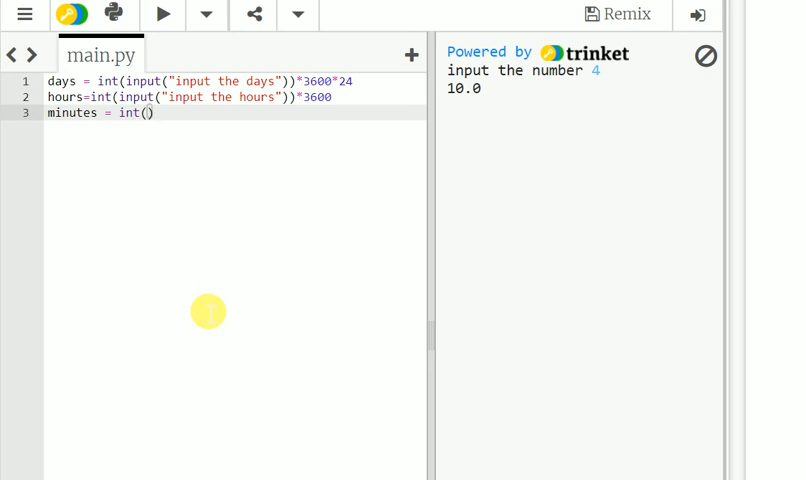 Remix
main.py
1 days = int(input("input the days"))*3600*24
2 hours=int(input("input the hours"))*3600
3 minutes = int()
Powered by trinket
input the number 4
10.0